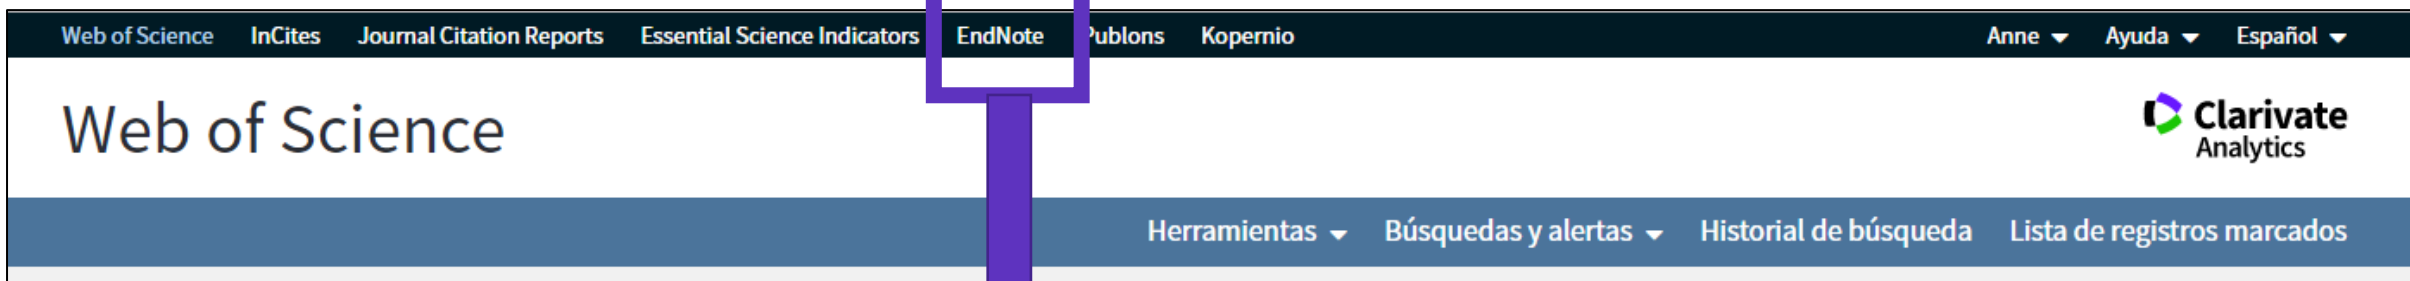 Web of Science InCites Journal Citation Reports Essential Science Indicators EndNote Publons Kopernio Anne Ayuda Español
Web of Science
Clarivate
Analytics
Herramientas Búsquedas y alertas Historial de búsqueda Lista de registros marcados